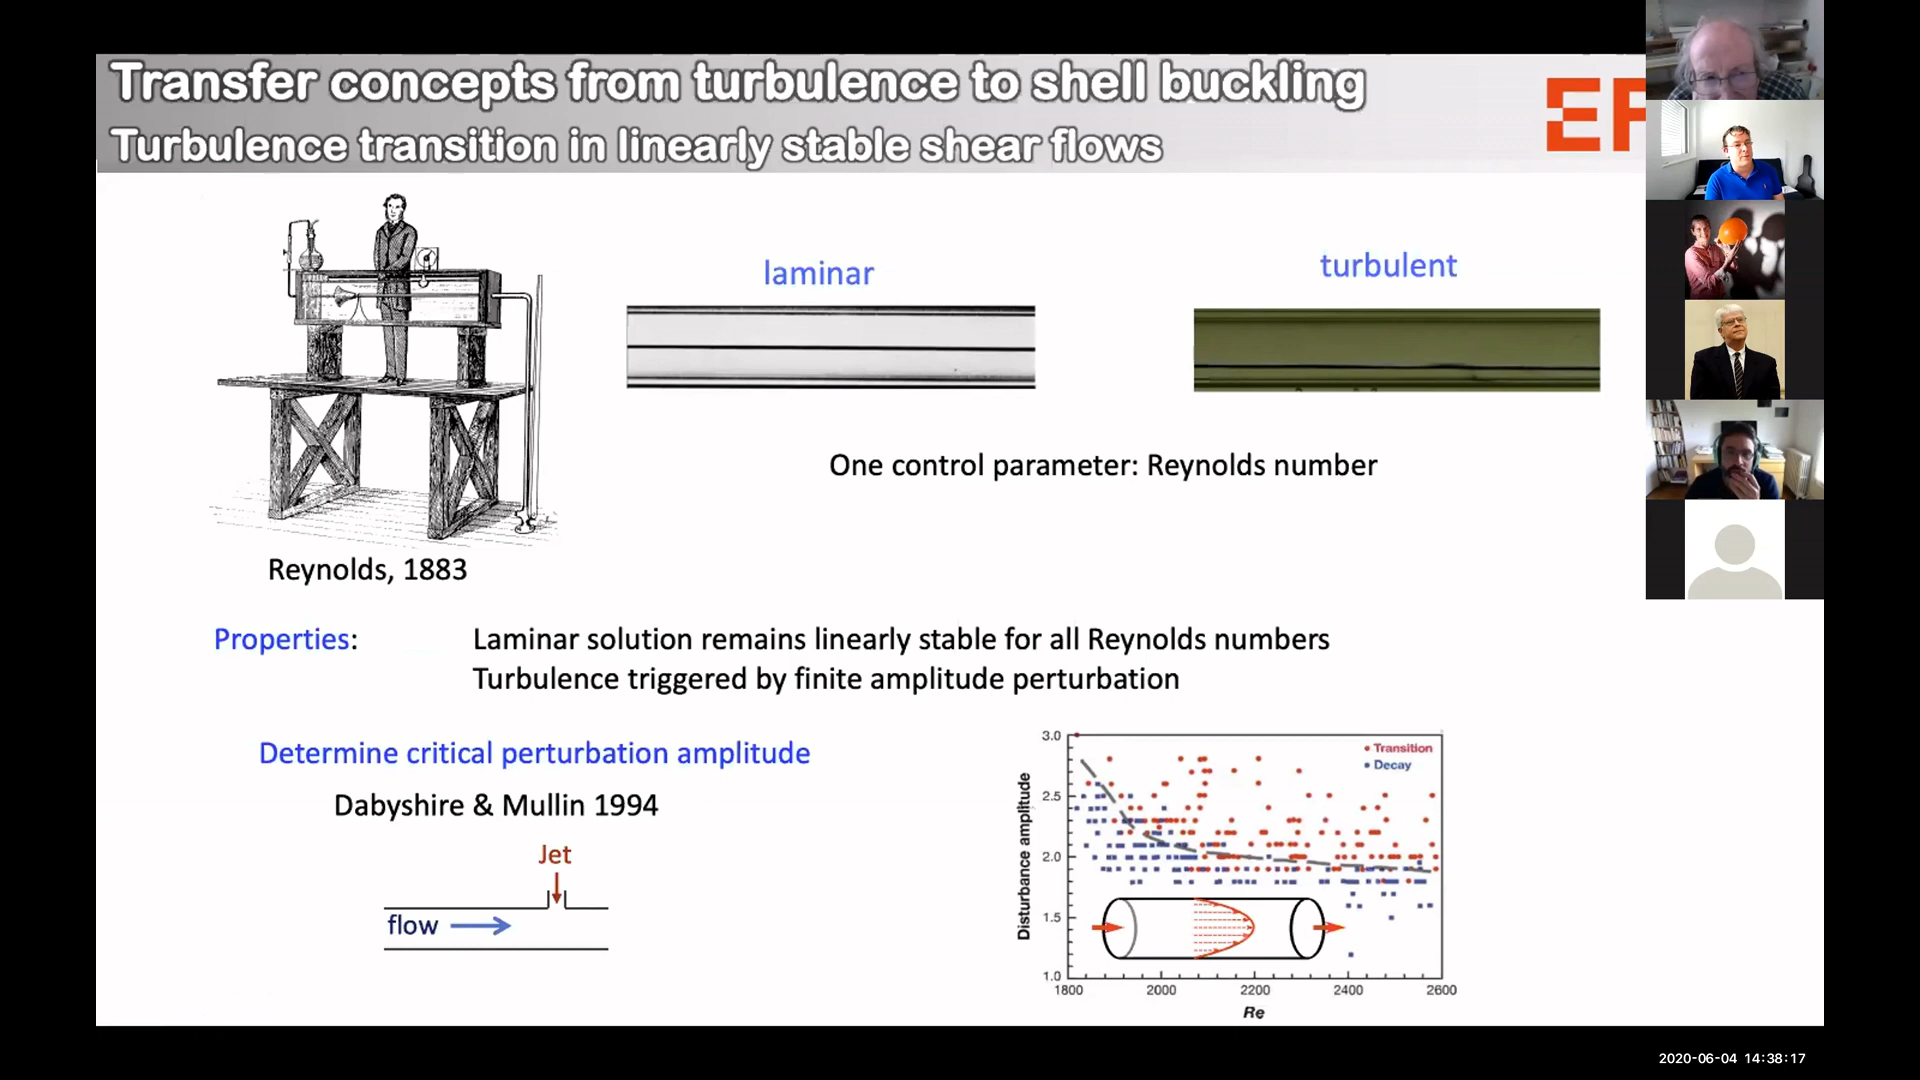 Transfer concepts from turbulence to shell buckling
Turbulence transition in linearly stable shear flows
EP
laminar
turbulent
One control parameter: Reynolds number
Reynolds, 1883
Properties:
Laminar solution remains linearly stable for all Reynolds numbers
Turbulence triggered by finite amplitude perturbation
Determine critical perturbation amplitude
Dabyshire & Mullin 1994
Jet
flow
Disturbance amplitude
3.0
2.5
2.0
1.5
1.0
Transition
Decay
1800 2000 2200 2400 2600
Re
2020-06-04 14:38:17